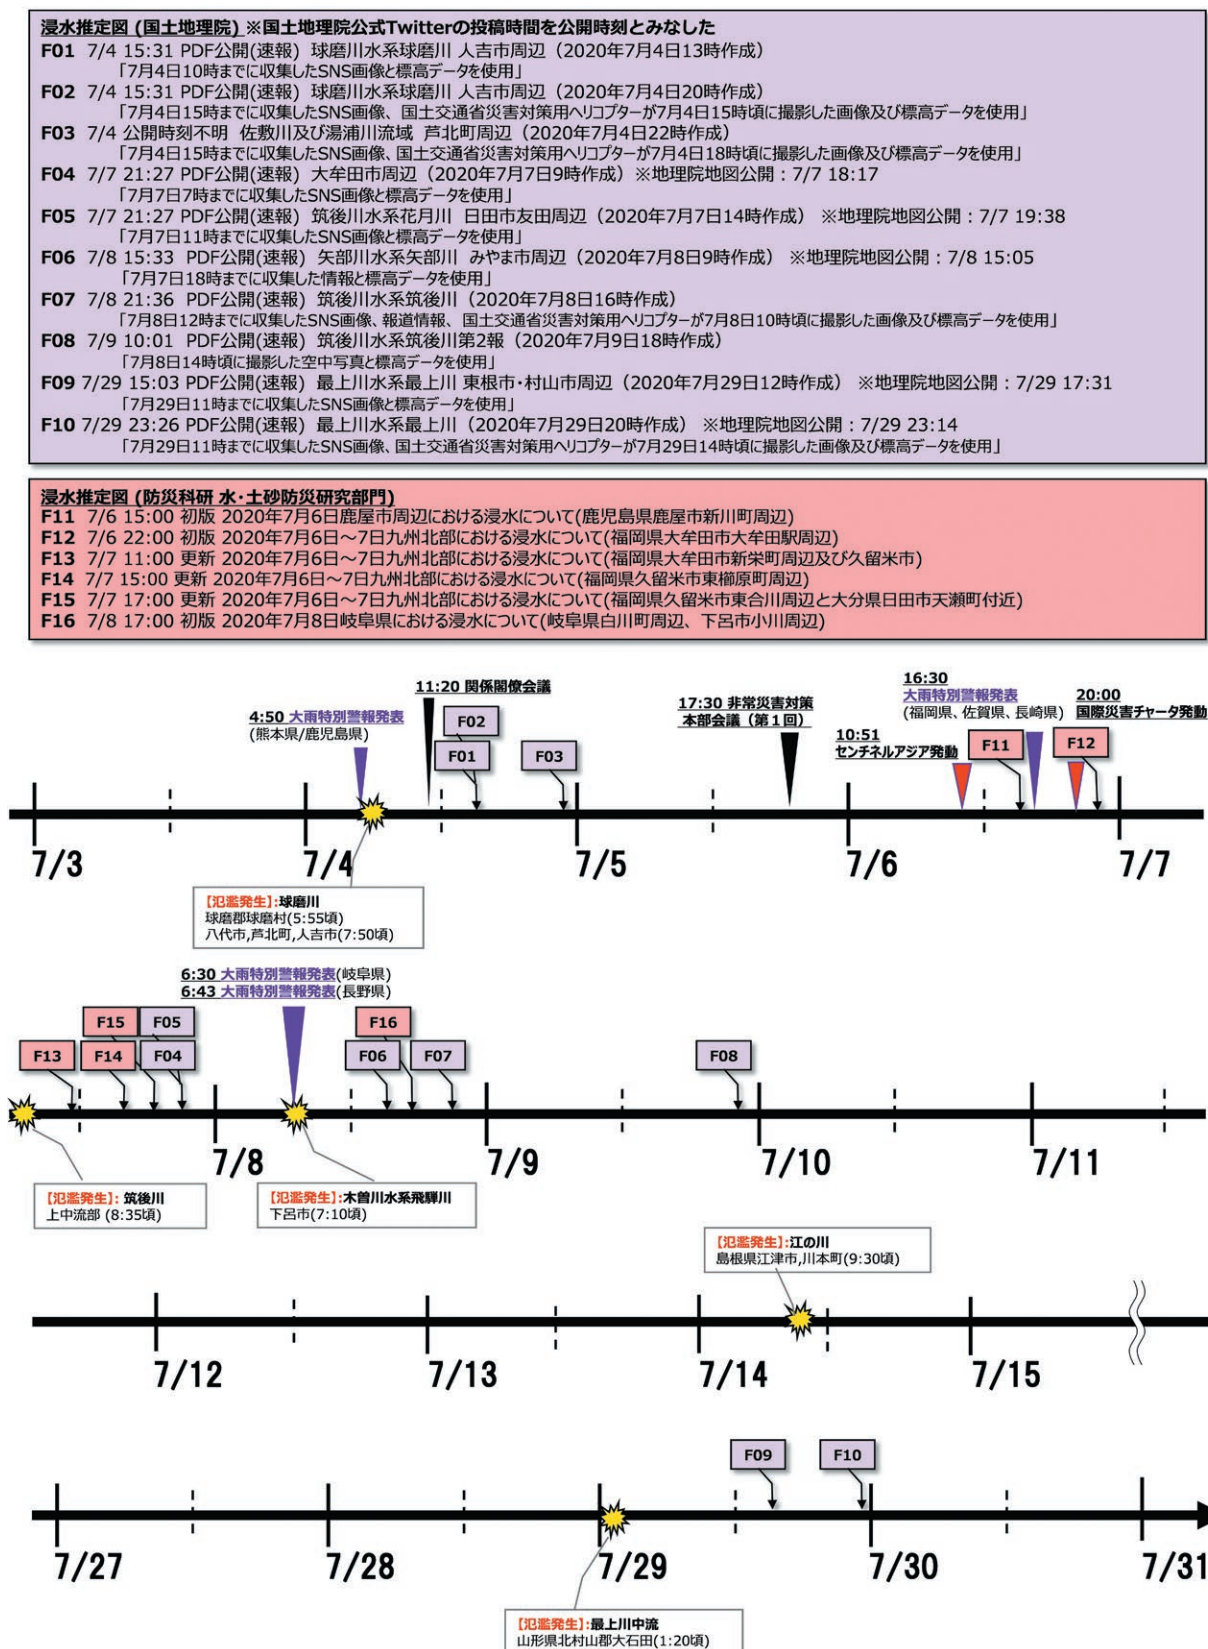 浸水推定図 (国土地理院) ※国土地理院公式Twitterの投稿時間を公開時刻とみなした
F01 7/4 15:31 PDF公開(速報) 球磨川水系球磨川 人吉市周辺（2020年7月4日13時作成）
「7月4日10時までに収集したSNS画像と標高データを使用」
F02 7/4 15:31 PDF公開(速報) 球磨川水系球磨川 人吉市周辺（2020年7月4日20時作成）
「7月4日15時までに収集したSNS画像、国土交通省災害対策用ヘリコプターが7月4日15時頃に撮影した画像及び標高データを使用」
F03 7/4 公開時刻不明 佐敷川及び湯浦川流域 芦北町周辺（2020年7月4日22時作成）
「7月4日15時までに収集したSNS画像、国土交通省災害対策用ヘリコプターが7月4日18時頃に撮影した画像及び標高データを使用」
F04 7/7 21:27 PDF公開(速報) 大牟田市周辺（2020年7月7日9時作成）※地理院地図公開：7/7 18:17
「7月7日7時までに収集したSNS画像と標高データを使用」
F05 7/7 21:27 PDF公開(速報) 筑後川水系花月川 日田市友田周辺（2020年7月7日14時作成） ※地理院地図公開：7/7 19:38
「7月7日11時までに収集したSNS画像と標高データを使用」
F06 7/8 15:33 PDF公開(速報) 矢部川水系矢部川 みやま市周辺（2020年7月8日9時作成） ※地理院地図公開：7/8 15:05
「7月7日18時までに収集した情報と標高データを使用」
F07 7/8 21:36 PDF公開(速報) 筑後川水系筑後川（2020年7月8日16時作成）
「7月8日12時までに収集したSNS画像、報道情報、国土交通省災害対策用ヘリコプターが7月8日10時頃に撮影した画像及び標高データを使用」
F08 7/9 10:01 PDF公開(速報) 筑後川水系筑後川第2報（2020年7月9日18時作成）
「7月8日14時頃に撮影した空中写真と標高データを使用」
F09 7/29 15:03 PDF公開(速報) 最上川水系最上川 東根市・村山市周辺（2020年7月29日12時作成） ※地理院地図公開：7/29 17:31
「7月29日11時までに収集したSNS画像と標高データを使用」
F10 7/29 23:26 PDF公開(速報) 最上川水系最上川（2020年7月29日20時作成） ※地理院地図公開：7/29 23:14
「7月29日11時までに収集したSNS画像、国土交通省災害対策用ヘリコプターが7月29日14時頃に撮影した画像及び標高データを使用」
浸水推定図 (防災科研 水・土砂防災研究部門)
F11 7/6 15:00 初版 2020年7月6日鹿屋市周辺における浸水について(鹿児島県鹿屋市新川町周辺)
F12 7/6 22:00 初版 2020年7月6日～7日九州北部における浸水について(福岡県大牟田市大牟田駅周辺)
F13 7/7 11:00 更新 2020年7月6日～7日九州北部における浸水について(福岡県大牟田市新栄町周辺及び久留米市)
F14 7/7 15:00 更新 2020年7月6日～7日九州北部における浸水について(福岡県久留米市東櫛原町周辺)
F15 7/7 17:00 更新 2020年7月6日～7日九州北部における浸水について(福岡県久留米市東合川周辺と大分県日田市天瀬町付近)
F16 7/8 17:00 初版 2020年7月8日岐阜県における浸水について(岐阜県白川町周辺、下呂市小川周辺)
4:50 大雨特別警報発表
(熊本県/鹿児島県)
11:20 関係閣僚会議
F02
F01
F03
17:30 非常災害対策
本部会議（第１回）
10:51
センチネルアジア発動
F11
16:30
大雨特別警報発表
(福岡県、佐賀県、長崎県)
20:00
国際災害チャータ発動
F12
7/3
7/4
7/5
7/6
7/7
【氾濫発生】:球磨川
球磨郡球磨村(5:55頃)
八代市,芦北町,人吉市(7:50頃)
6:30 大雨特別警報発表(岐阜県)
6:43 大雨特別警報発表(長野県)
F15
F05
F16
F13
F14
F04
F06
F07
F08
7/8
7/9
7/10
7/11
【氾濫発生】: 筑後川
上中流部 (8:35頃)
【氾濫発生】:木曽川水系飛騨川
下呂市(7:10頃)
【氾濫発生】:江の川
島根県江津市,川本町(9:30頃)
7/12
7/13
7/14
7/15
F09
F10
7/27
7/28
7/29
7/30
7/31
【氾濫発生】:最上川中流
山形県北村山郡大石田(1:20頃)